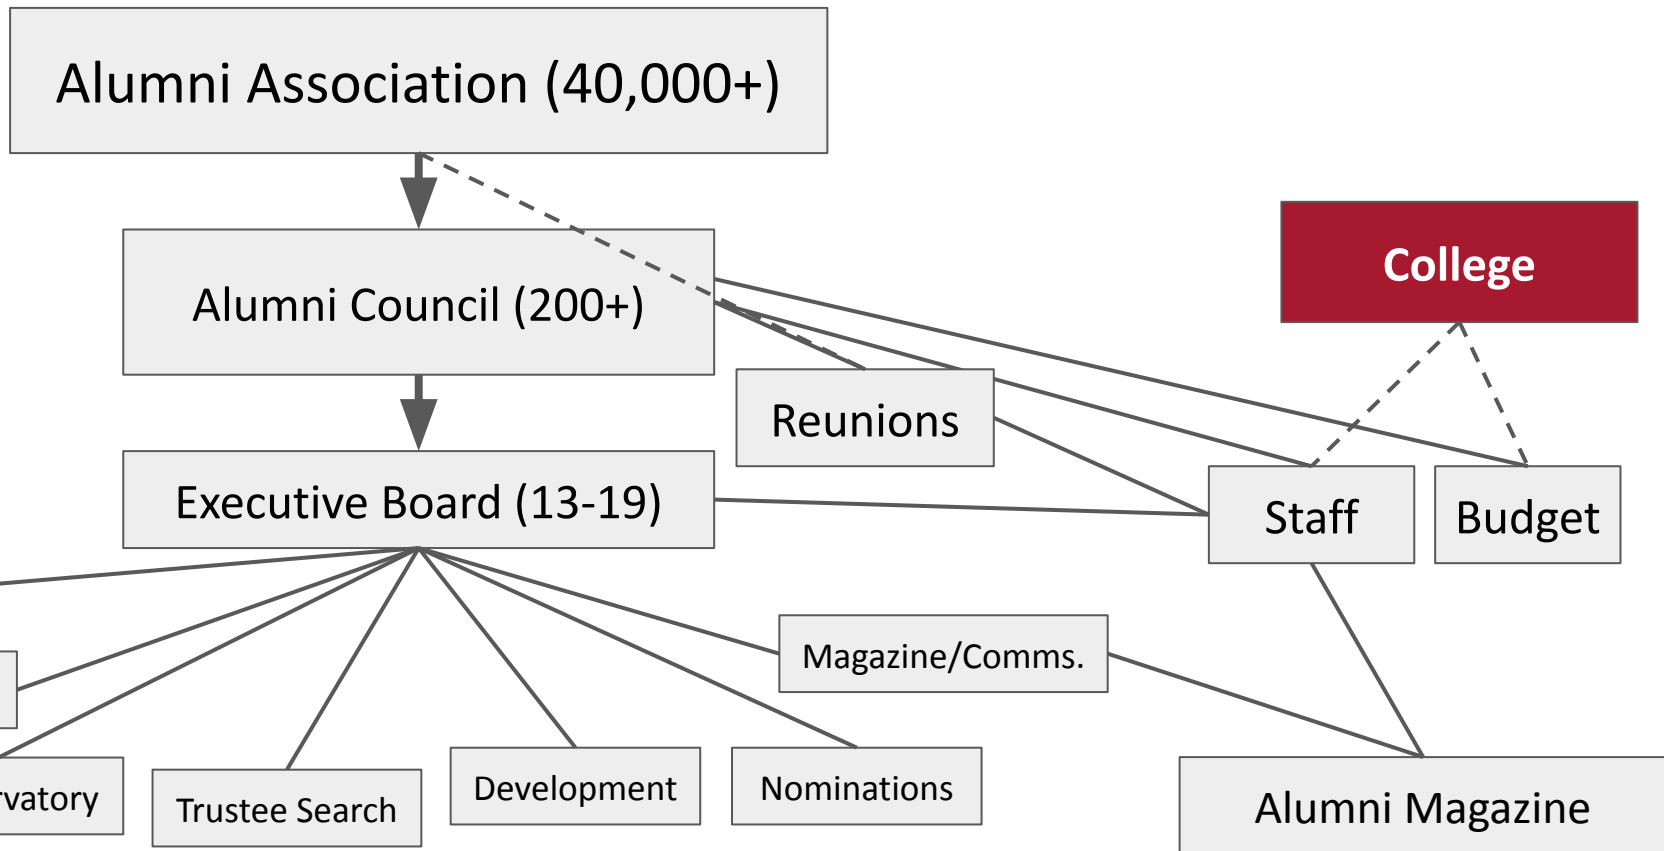 Alumni Association (40,000+)
College
Alumni Council (200+)
Reunions
Executive Board (13-19)
Staff
Budget
Magazine/Comms.
Development
Nominations
rvatory
Trustee Search
Alumni Magazine